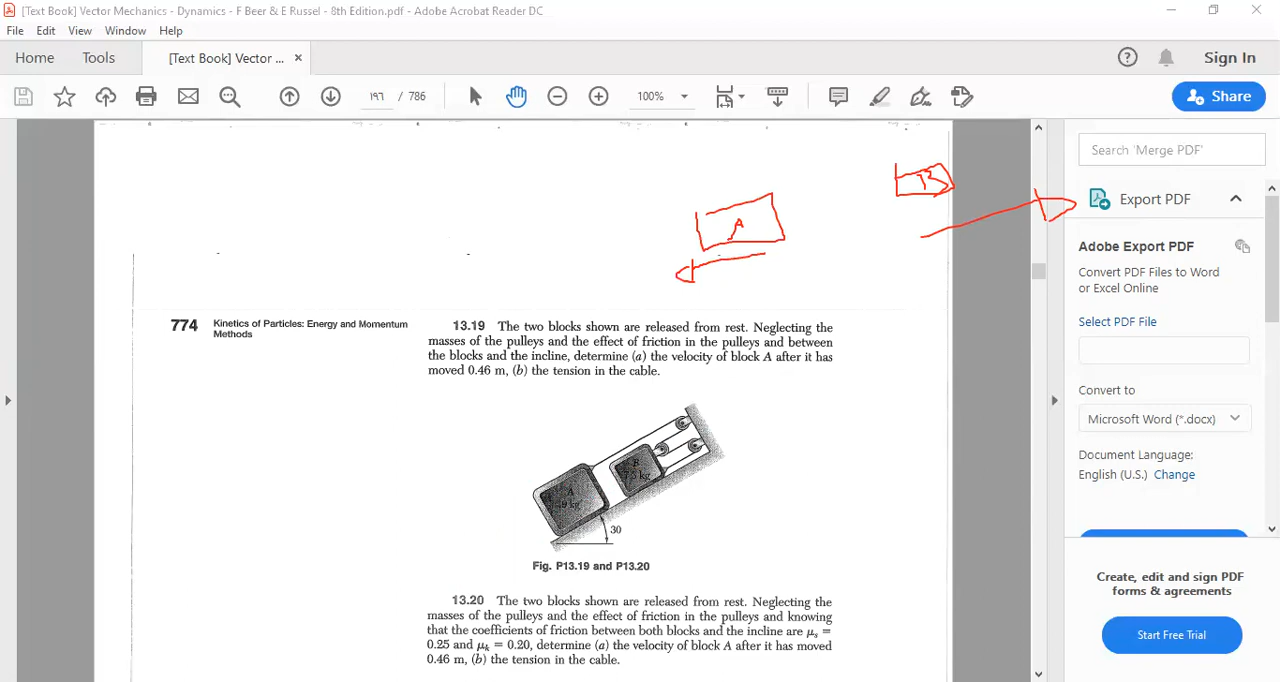 [Text Book] Vector Mechanics - Dynamics - F Beer & E Russel - 8th Edition.pdf - Adobe Acrobat Reader DC
File Edit View Window Help
Home Tools [Text Book] Vector ... ×
Sign In
١٩٦ / 786 100%
Share
Search 'Merge PDF'
Export PDF
Adobe Export PDF
Convert PDF Files to Word
or Excel Online
Select PDF File
Convert to
Microsoft Word (*.docx)
Document Language:
English (U.S.) Change
Create, edit and sign PDF
forms & agreements
Start Free Trial
B
A
774 Kinetics of Particles: Energy and Momentum
Methods
13.19 The two blocks shown are released from rest. Neglecting the
masses of the pulleys and the effect of friction in the pulleys and between
the blocks and the incline, determine (a) the velocity of block A after it has
moved 0.46 m, (b) the tension in the cable.
B
A
30
Fig. P13.19 and P13.20
13.20 The two blocks shown are released from rest. Neglecting the
masses of the pulleys and the effect of friction in the pulleys and knowing
that the coefficients of friction between both blocks and the incline are μs =
0.25 and μk = 0.20, determine (a) the velocity of block A after it has moved
0.46 m, (b) the tension in the cable.